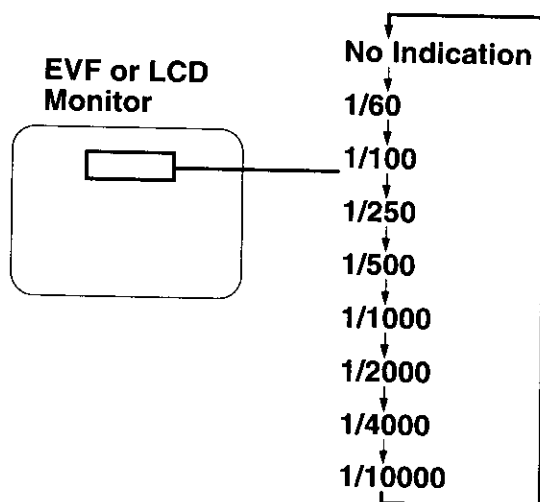 EVF or LCD
Monitor
No Indication
1/60
1/100
1/250
1/500
1/1000
1/2000
1/4000
1/10000